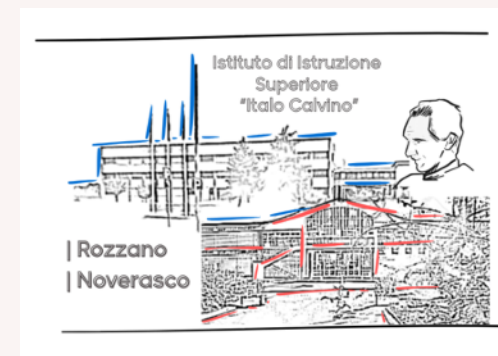 Istituto di Istruzione
Superiore
"Italo Calvino"
| Rozzano
| Noverasco